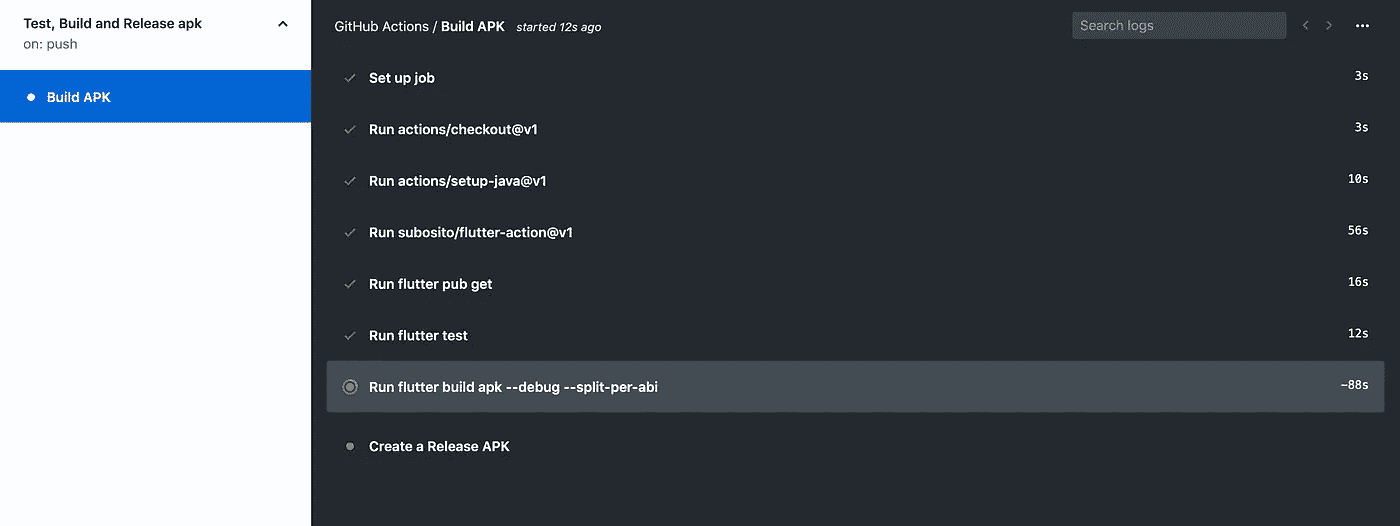 Test, Build and Release apk
on: push
Build APK
GitHub Actions / Build APK started 12s ago
Search logs
Set up job 3s
Run actions/checkout@v1 3s
Run actions/setup-java@v1 10s
Run subosito/flutter-action@v1 56s
Run flutter pub get 16s
Run flutter test 12s
Run flutter build apk --debug --split-per-abi −88s
Create a Release APK